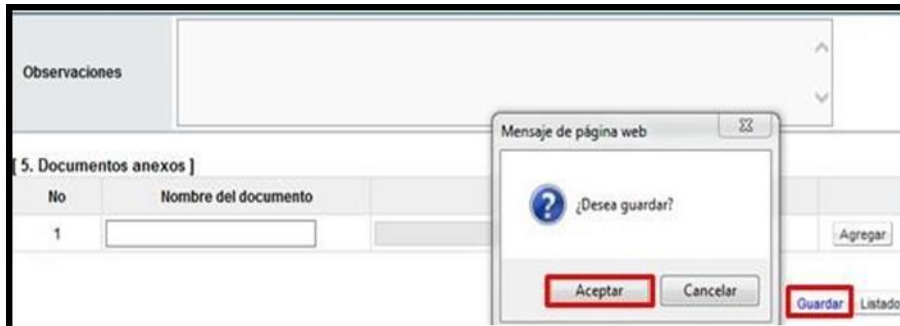 Observaciones
Mensaje de página web
[ 5. Documentos anexos ]
No Nombre del documento
¿Desea guardar?
1 Agregar
Aceptar Cancelar
Guardar Listado